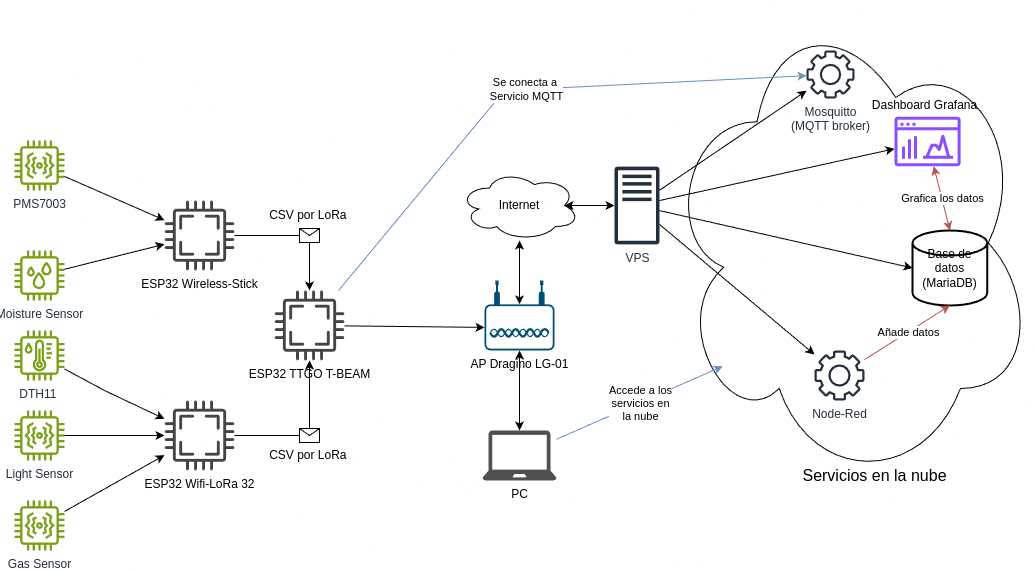 Se conecta a
Servicio MQTT
Mosquitto
(MQTT broker)
Dashboard Grafana
PMS7003
CSV por LoRa
Internet
Grafica los datos
ESP32 Wireless-Stick
VPS
Base de
datos
(MariaDB)
Moisture Sensor
Añade datos
ESP32 TTGO T-BEAM
AP Dragino LG-01
DTH11
Accede a los
servicios en
la nube
Node-Red
CSV por LoRa
Light Sensor
ESP32 Wifi-LoRa 32
PC
Servicios en la nube
Gas Sensor